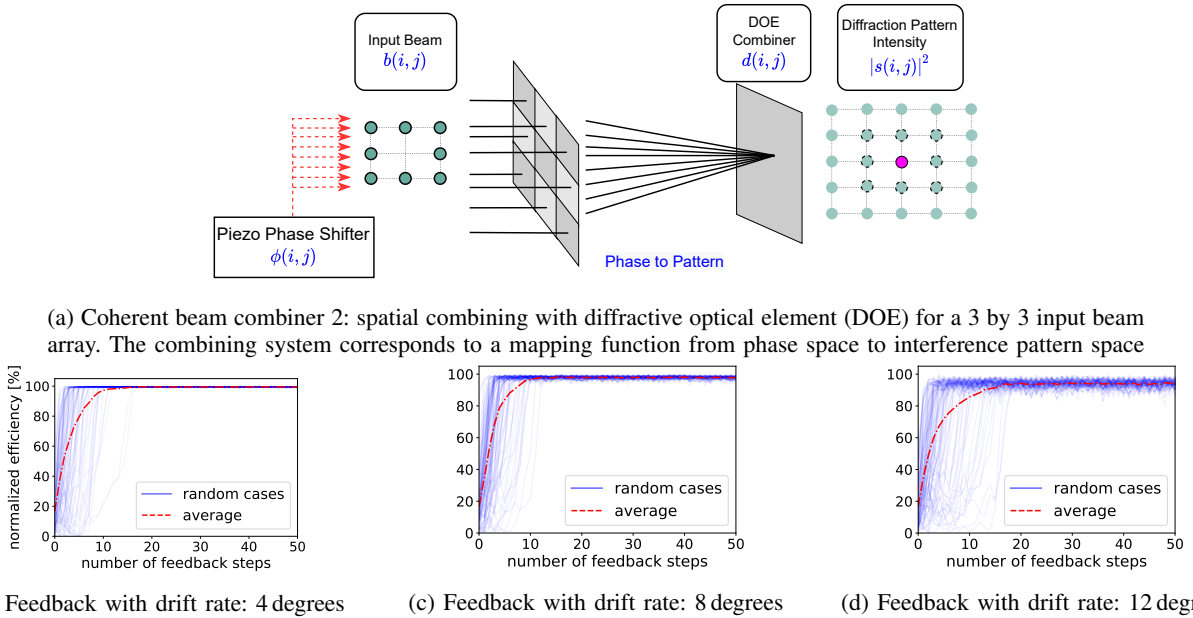 Input Beam
b(i, j)
DOE
Combiner
d(i, j)
Diffraction Pattern
Intensity
|s(i, j)|²
Piezo Phase Shifter
ϕ(i, j)
Phase to Pattern
(a) Coherent beam combiner 2: spatial combining with diffractive optical element (DOE) for a 3 by 3 input beam
array. The combining system corresponds to a mapping function from phase space to interference pattern space
normalized efficiency [%]
100
80
60
40
20
0
0 10 20 30 40 50
number of feedback steps
random cases
average
100
80
60
40
20
0
0 10 20 30 40 50
number of feedback steps
random cases
average
100
80
60
40
20
0
0 10 20 30 40 50
number of feedback steps
random cases
average
Feedback with drift rate: 4 degrees
(c) Feedback with drift rate: 8 degrees
(d) Feedback with drift rate: 12 degr